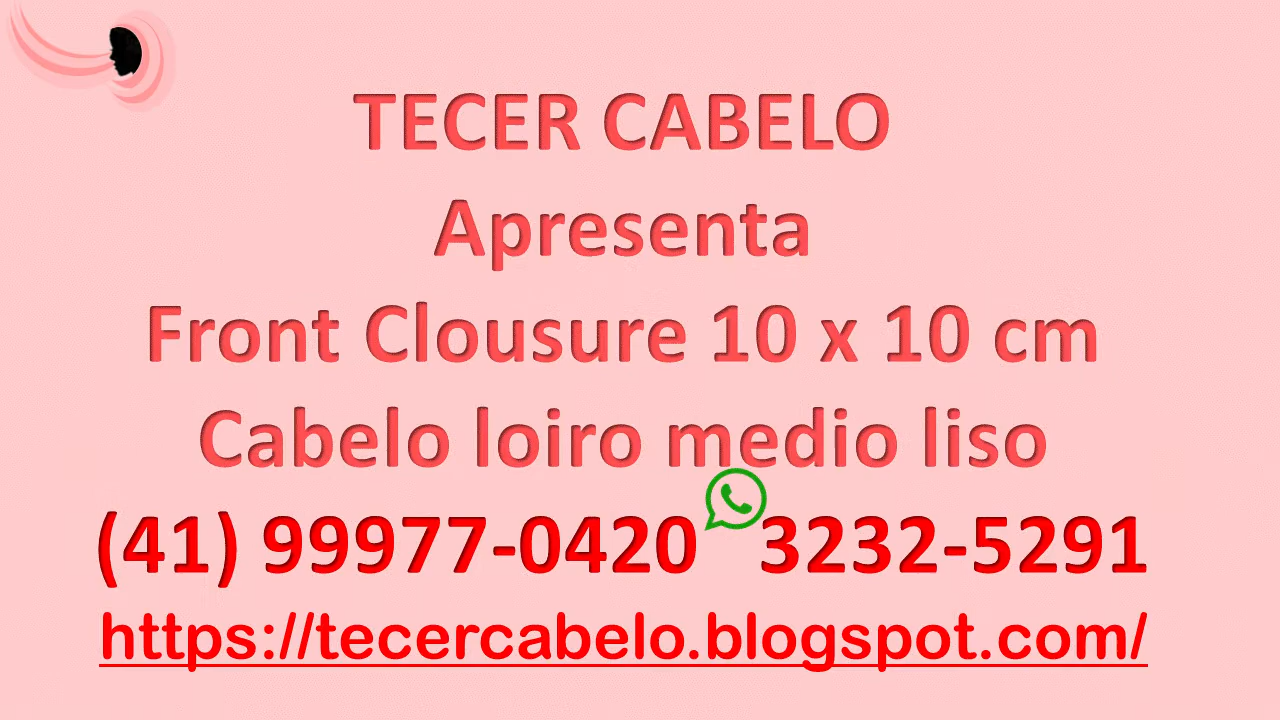 TECER CABELO
Apresenta
Front Clousure 10 x 10 cm
Cabelo loiro medio liso
(41) 99977-0420 3232-5291
https://tecercabelo.blogspot.com/